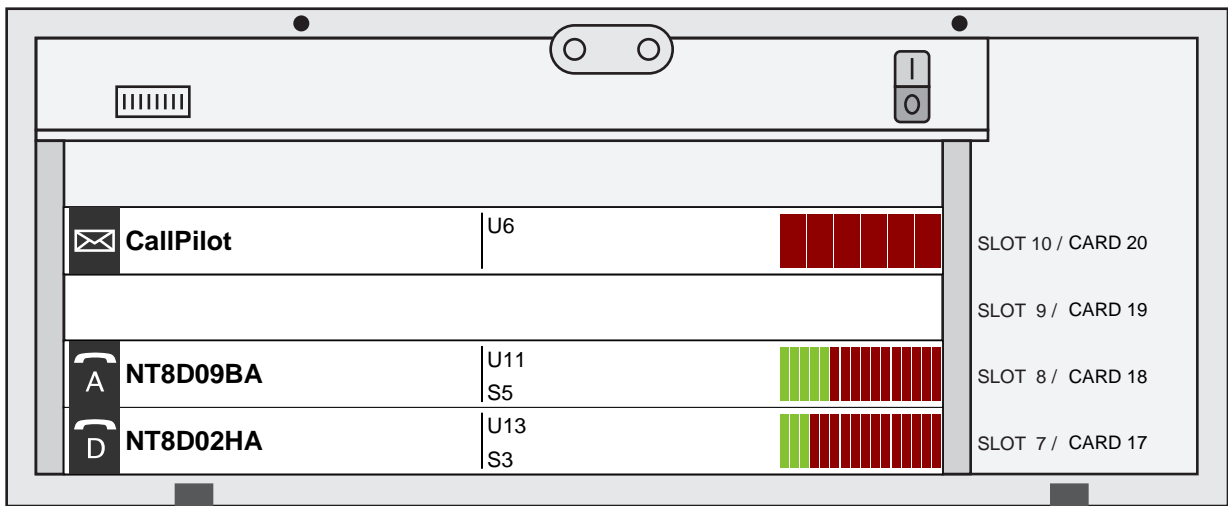 I
O
CallPilot
U6
SLOT 10 / CARD 20
SLOT 9 / CARD 19
A
NT8D09BA
U11
S5
SLOT 8 / CARD 18
D
NT8D02HA
U13
S3
SLOT 7 / CARD 17